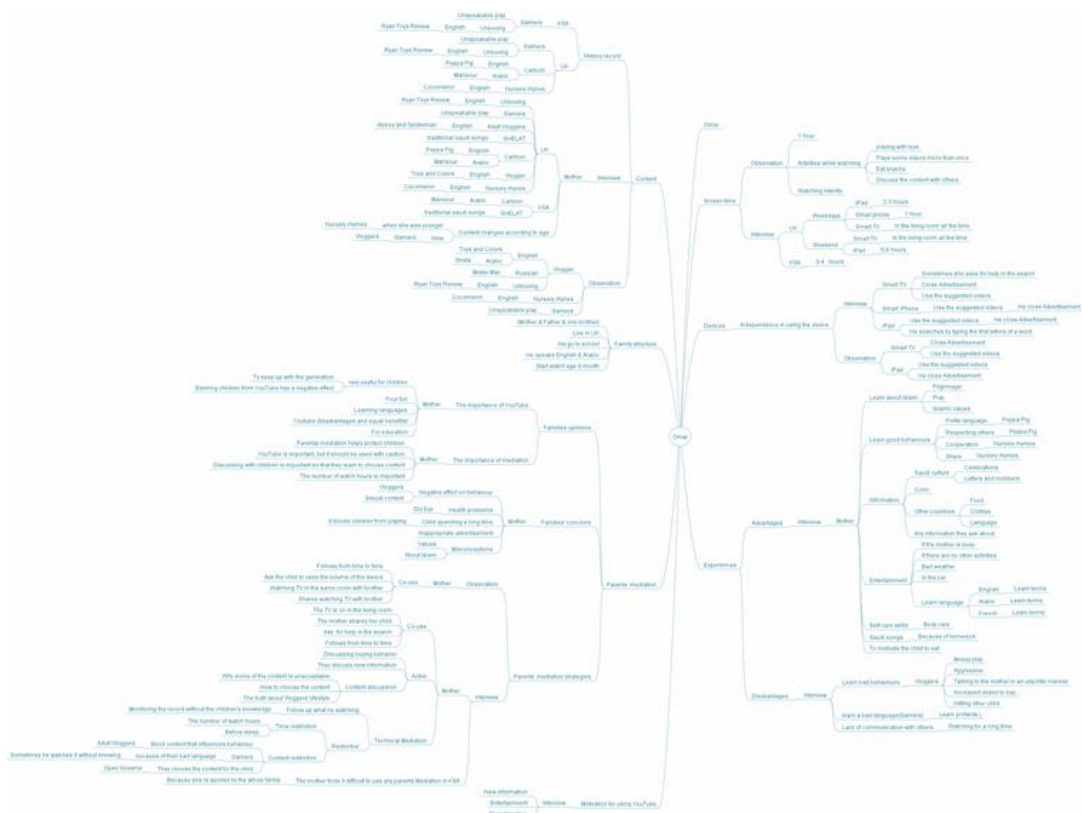 Omar
Omar
Screen time
Observation
1 hour
Activities while watching
playing with toys
Plays some videos more than once
Eat snacks
Discuss the content with others
Watching Identity
Interview
UK
Weekdays
iPad
2-3 hours
Smart phone
1 hour
Smart TV
In the living room all the time
Weekend
Smart TV
In the living room all the time
iPad
KSA
3-4 hours
Devices
Independence in using the device
Interview
Smart TV
Sometimes she asks for help in the search
Close Advertisement
Use the suggested videos
Smart Phone
Use the suggested videos
He close Advertisement
iPad
Use the suggested videos
He close Advertisement
He searches by typing the first letters of a word
Observation
Smart TV
Close Advertisement
Use the suggested videos
iPad
Use the suggested videos
He close Advertisement
Experiences
Advantages
Interview
Mother
Learn about Islam
Pilgrimage
Pray
Islamic values
Learn good behaviours
Polite language
Peppa Pig
Respecting others
Peppa Pig
Cooperation
Nursery rhymes
Share
Nursery rhymes
Information
Saudi culture
Celebrations
Letters and numbers
Color
Other countries
Food
Clothes
Language
Any information they ask about
Entertainment
If the mother is busy
If there are no other activities
Bad weather
In the car
Learn language
English
Learn terms
Arabic
Learn terms
French
Learn terms
Self-care skills
Body care
Saudi songs
Because of homesick
To motivate the child to eat
Disadvantages
Interview
Learn bad behaviours
Vloggers
Messy play
Aggressive
Talking to the mother in an impolite manner
Increased desire to buy
Hitting other child
learn a bad language(Gamers)
Lack of communication with others
Watching for a long time
Content
History record
KSA
Gamers
Unspeakable play
Unboxing
English
Ryan Toys Review
UK
Gamers
Unspeakable play
Unboxing
English
Ryan Toys Review
Cartoon
English
Peppa Pig
Arabic
Mansour
Nursery rhymes
English
Cocomelon
Interview
Mother
UK
Unboxing
English
Ryan Toys Review
Gamers
Unspeakable play
Adult vloggers
English
SHELAT
traditional saudi songs
Cartoon
English
Peppa Pig
Arabic
Mansour
Vlogger
English
Toys and Colors
Nursery rhymes
English
Cocomelon
KSA
Cartoon
Arabic
Mansour
SHELAT
traditional saudi songs
Content changes according to age
when she was younger
Nursery rhymes
Now
Gamers
Vloggers
Observation
Vlogger
English
Toys and Colors
Arabic
Shfa
Russian
Mister Max
Unboxing
English
Ryan Toys Review
Nursery rhymes
English
Cocomelon
Gamers
Unspeakable play
Family structure
(Mother & Father & one brother)
Live in UK
He go to school
He speaks English & Arabic
Start watch age 6 month
Parents mediation
Families opinions
The importance of YouTube
Mother
very useful for children
To keep up with the generation
Banning children from YouTube has a negative effect
Learning languages
For education
The importance of mediation
Mother
Parental mediation helps protect children
YouTube is important, but it should be used with caution
Discussing with children is important so that they learn to choose content
The number of watch hours is important
Families' concerns
Mother
Negative effect on behaviour
Vloggers
Sexual content
Health problems
Dry Eye
Child spending a long time
Inappropriate advertisement
Misconceptions
About Islam
Parents mediation strategies
Observation
Mother
Co-use
Follows from time to time
Ask the child to raise the volume of the device
Watching TV in the same room with brother
Shares watching TV with brother
Interview
Mother
Co-use
The TV is on in the living room
The mother shares her child
Ask for help in the search
Follows from time to time
Active
Discussing buying behavior
They discuss new information
Content discussion
Why some of the content is unacceptable
How to choose the content
The truth about vloggers lifestyle
Technical Mediation
Follow up what he watching
Monitoring the record without the children's knowledge
Restrictive
Time restriction
The number of watch hours
Before sleep
Content restriction
Block content that influences behaviour
Adult Vloggers
Gamers
because of their bad language
Sometimes he watches it without knowing
They choose the content for the child
Open Sesame
The mother finds it difficult to use any parents Mediation in KSA
Because she is spoiled by the whole family
Motivation for using YouTube
Interview
New information
Entertainment